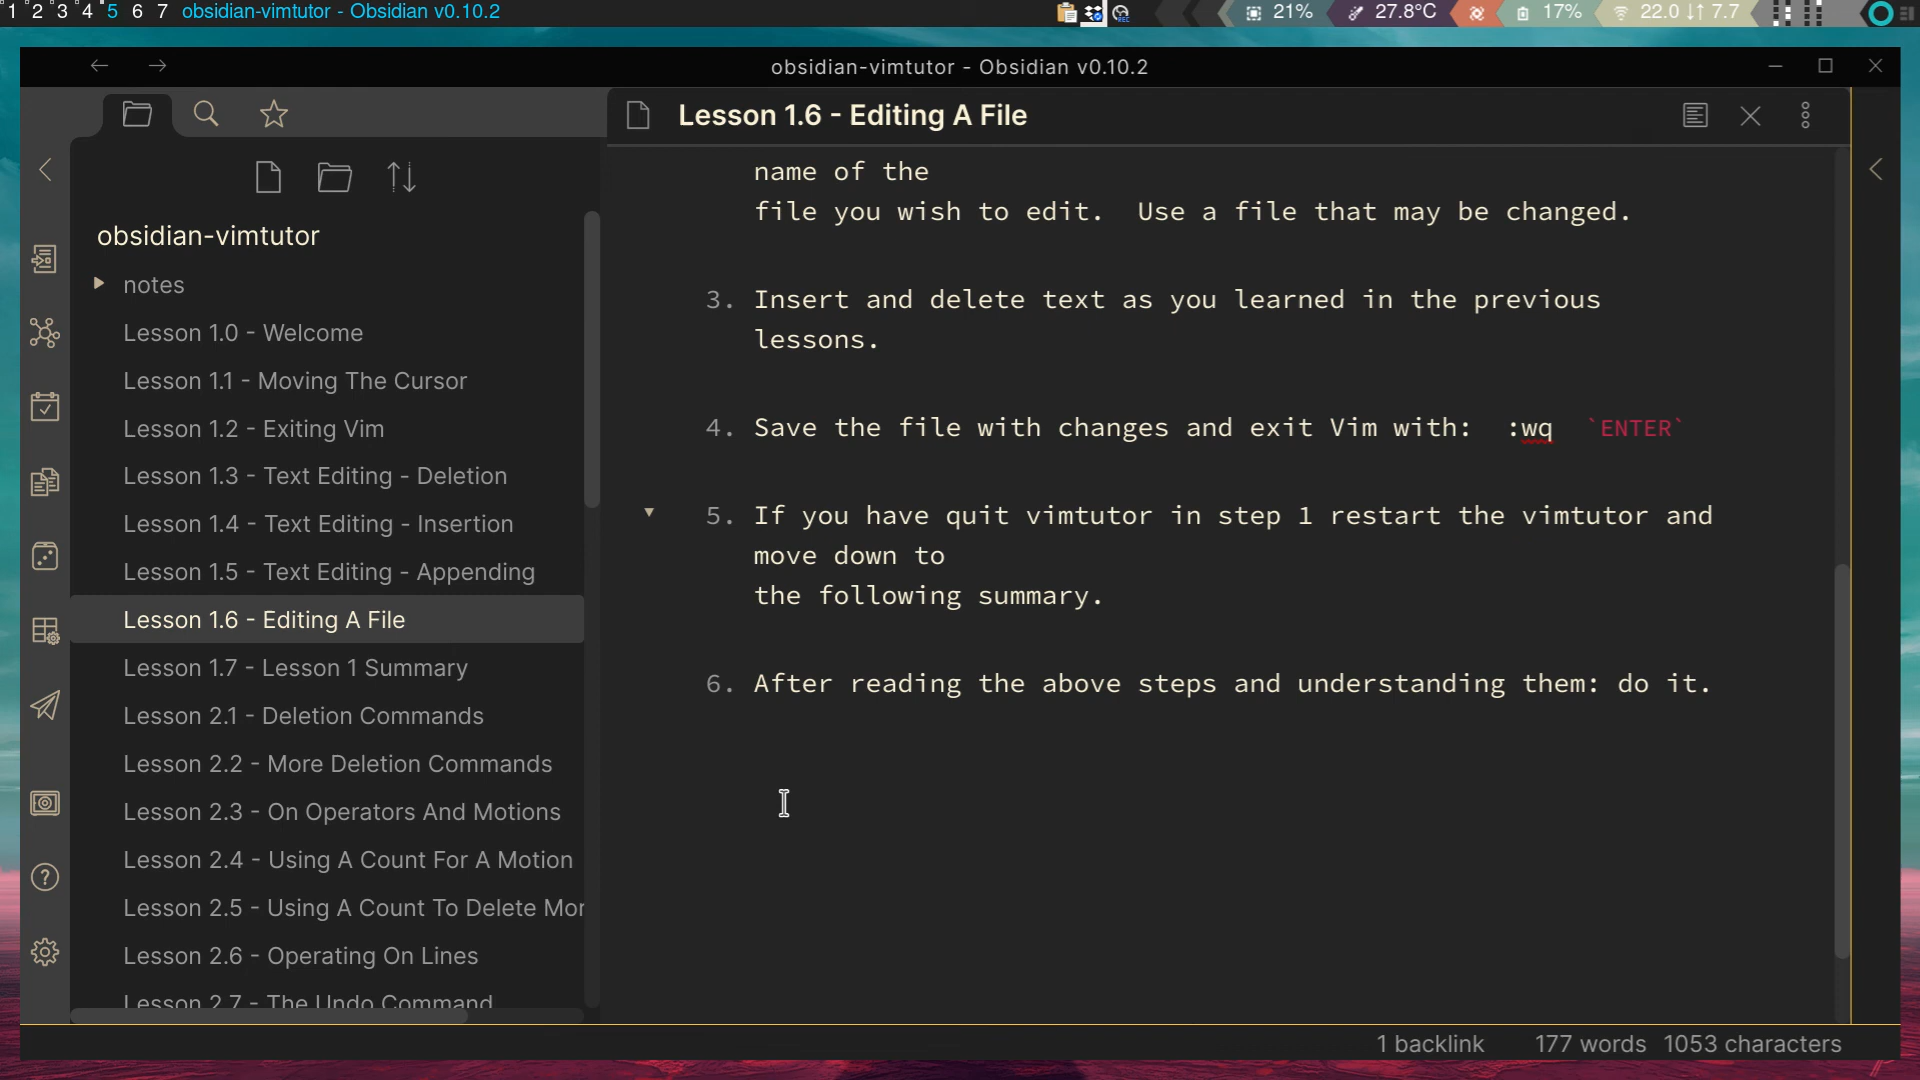 1 2 3 4 5 6 7 obsidian-vimtutor - Obsidian v0.10.2 21% 27.8°C 17% 22.0 ↓↑ 7.7
obsidian-vimtutor - Obsidian v0.10.2
Lesson 1.6 - Editing A File
obsidian-vimtutor
notes
Lesson 1.0 - Welcome
Lesson 1.1 - Moving The Cursor
Lesson 1.2 - Exiting Vim
Lesson 1.3 - Text Editing - Deletion
Lesson 1.4 - Text Editing - Insertion
Lesson 1.5 - Text Editing - Appending
Lesson 1.6 - Editing A File
Lesson 1.7 - Lesson 1 Summary
Lesson 2.1 - Deletion Commands
Lesson 2.2 - More Deletion Commands
Lesson 2.3 - On Operators And Motions
Lesson 2.4 - Using A Count For A Motion
Lesson 2.5 - Using A Count To Delete Mor
Lesson 2.6 - Operating On Lines
Lesson 2.7 - The Undo Command
name of the
file you wish to edit.  Use a file that may be changed.
3. Insert and delete text as you learned in the previous
lessons.
4. Save the file with changes and exit Vim with:  :wq  `ENTER`
5. If you have quit vimtutor in step 1 restart the vimtutor and
move down to
the following summary.
6. After reading the above steps and understanding them: do it.
1 backlink 177 words 1053 characters